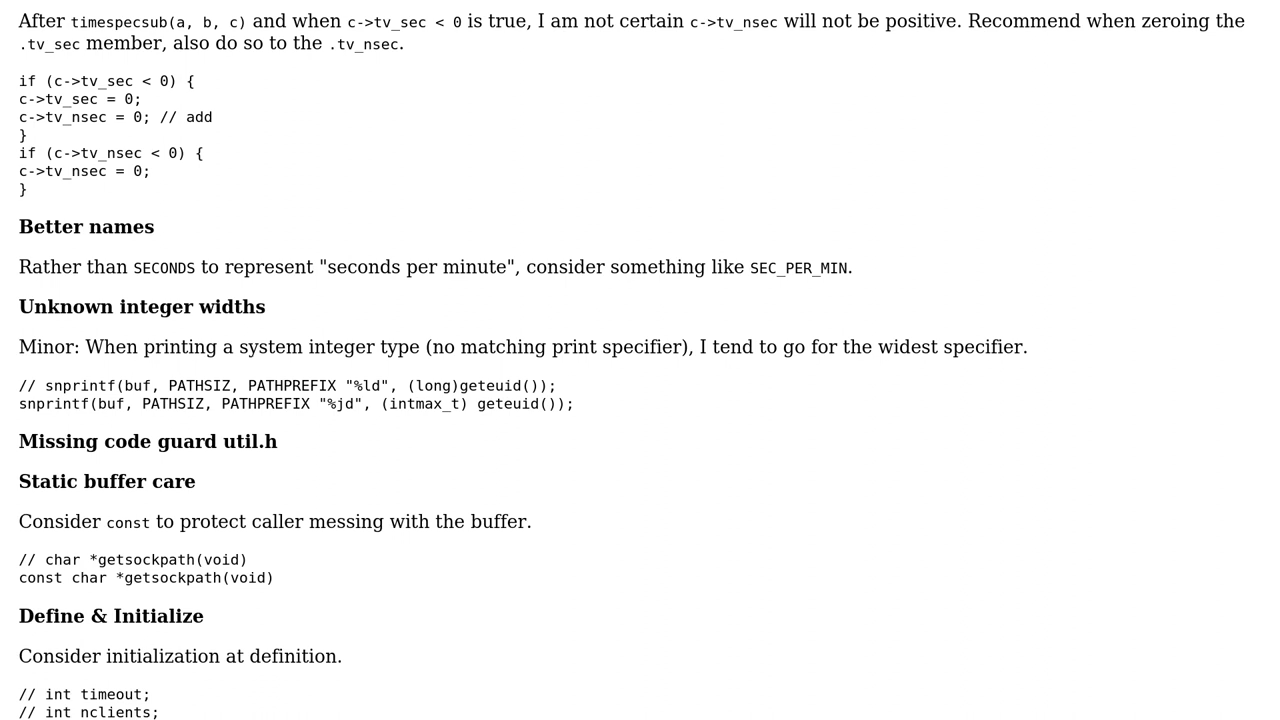 After timespecsub(a, b, c) and when c->tv_sec < 0 is true, I am not certain c->tv_nsec will not be positive. Recommend when zeroing the
.tv_sec member, also do so to the .tv_nsec.
if (c->tv_sec < 0) {
c->tv_sec = 0;
c->tv_nsec = 0; // add
}
if (c->tv_nsec < 0) {
c->tv_nsec = 0;
}
Better names
Rather than SECONDS to represent "seconds per minute", consider something like SEC_PER_MIN.
Unknown integer widths
Minor: When printing a system integer type (no matching print specifier), I tend to go for the widest specifier.
// snprintf(buf, PATHSIZ, PATHPREFIX "%ld", (long)geteuid());
snprintf(buf, PATHSIZ, PATHPREFIX "%jd", (intmax_t) geteuid());
Missing code guard util.h
Static buffer care
Consider const to protect caller messing with the buffer.
// char *getsockpath(void)
const char *getsockpath(void)
Define & Initialize
Consider initialization at definition.
// int timeout;
// int nclients;